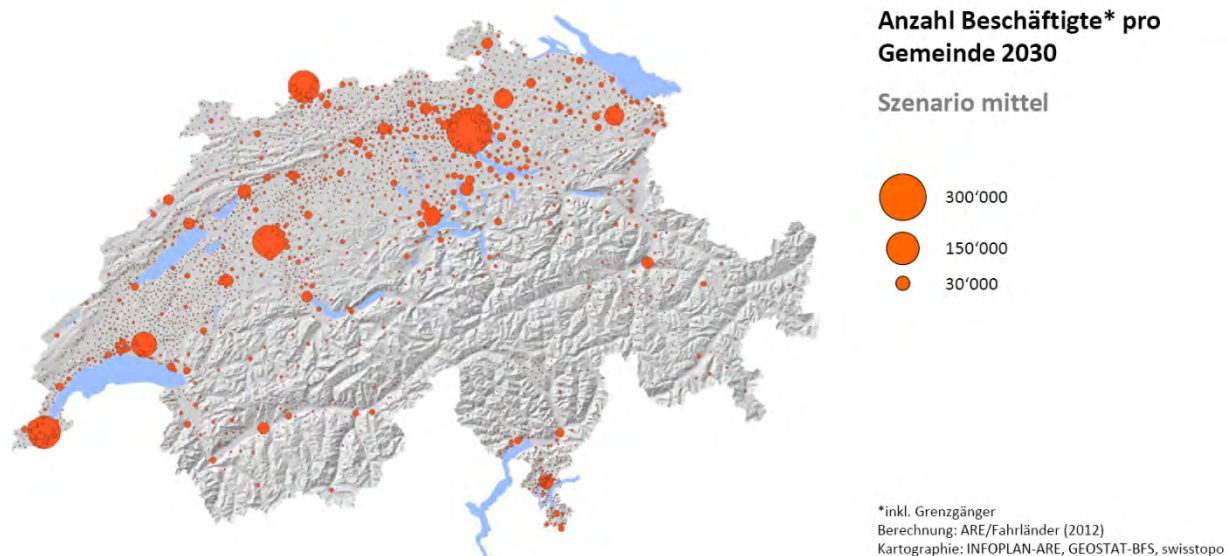 Anzahl Beschäftigte* pro
Gemeinde 2030
Szenario mittel
300‘000
150‘000
30‘000
*inkl. Grenzgänger
Berechnung: ARE/Fahrländer (2012)
Kartographie: INFOPLAN-ARE, GEOSTAT-BFS, swisstopo